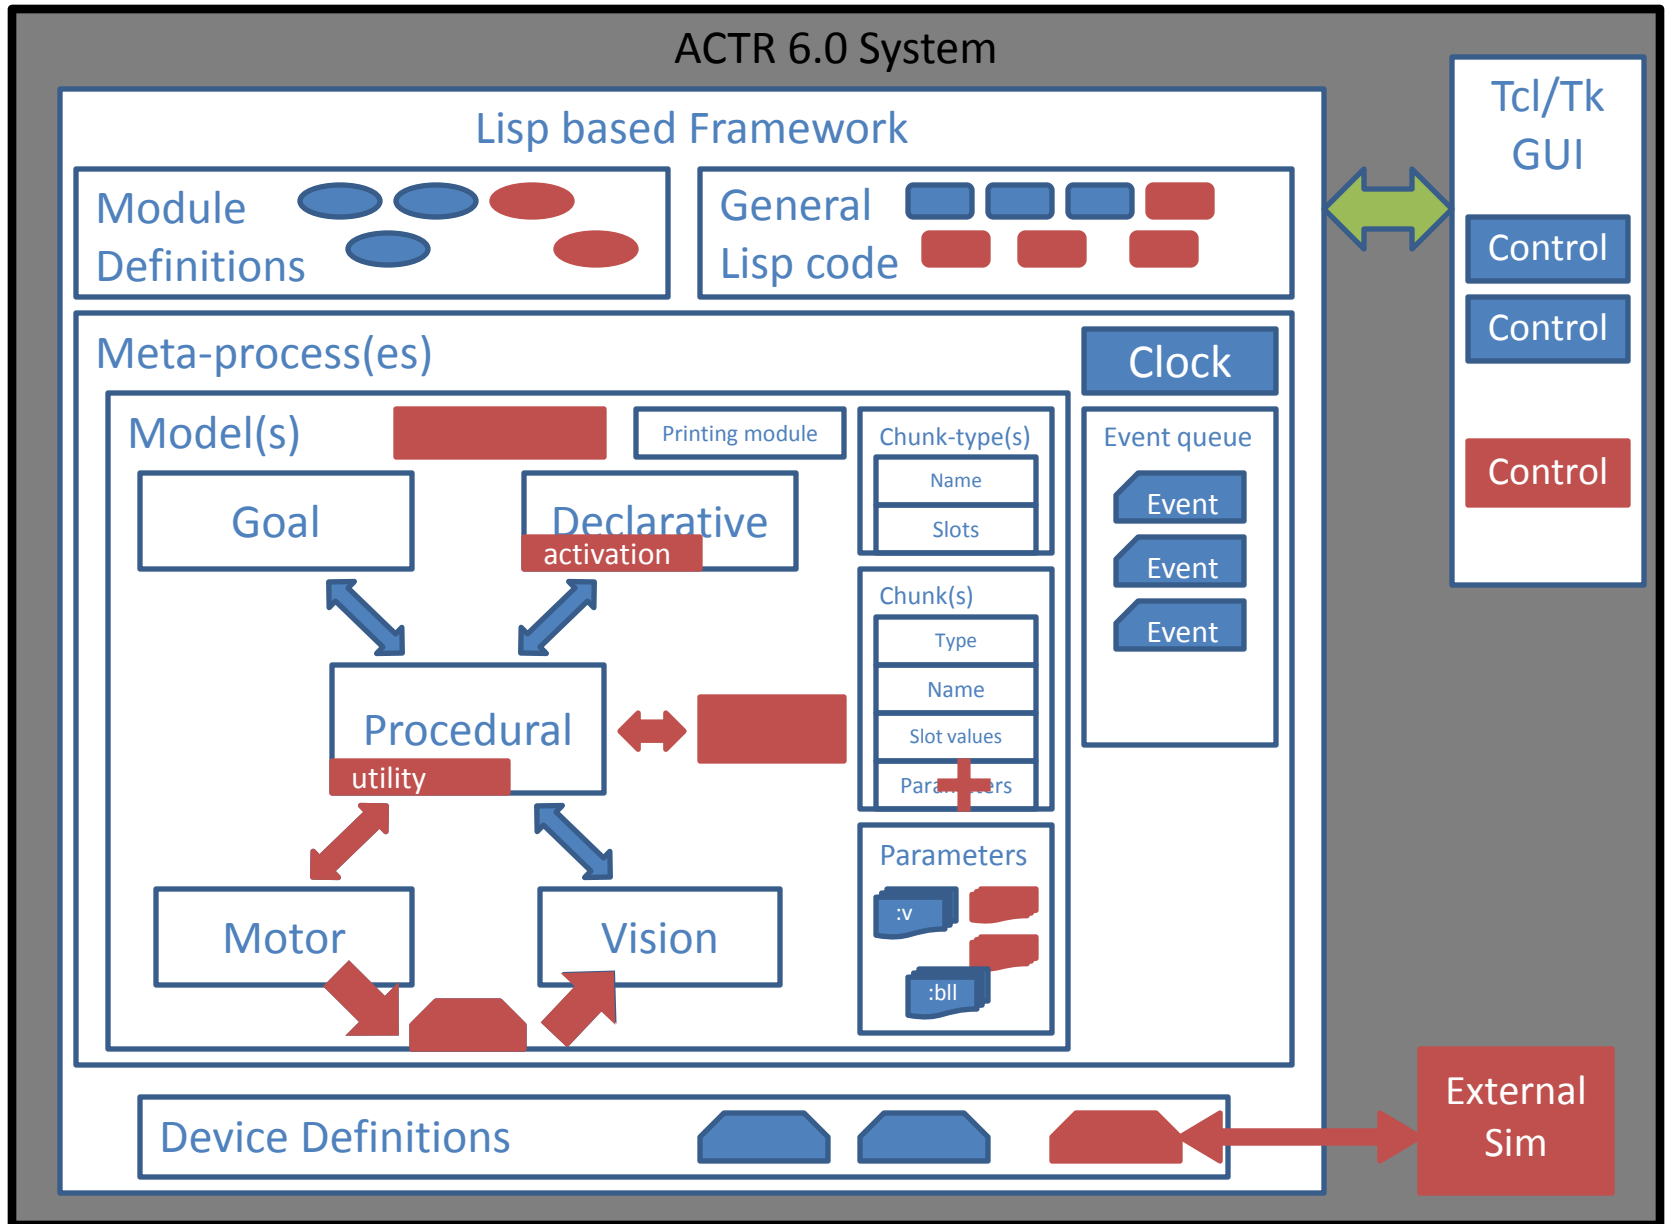 ACTR 6.0 System
Lisp based Framework
Module
Definitions
General
Lisp code
Tcl/Tk
GUI
Control
Control
Control
Meta-process(es)
Clock
Model(s)
Printing module
Goal
Declarative
activation
Procedural
utility
Motor
Vision
Chunk-type(s)
Name
Slots
Chunk(s)
Type
Name
Slot values
Parameters
Parameters
:v
:bll
Event queue
Event
Event
Event
Device Definitions
External
Sim